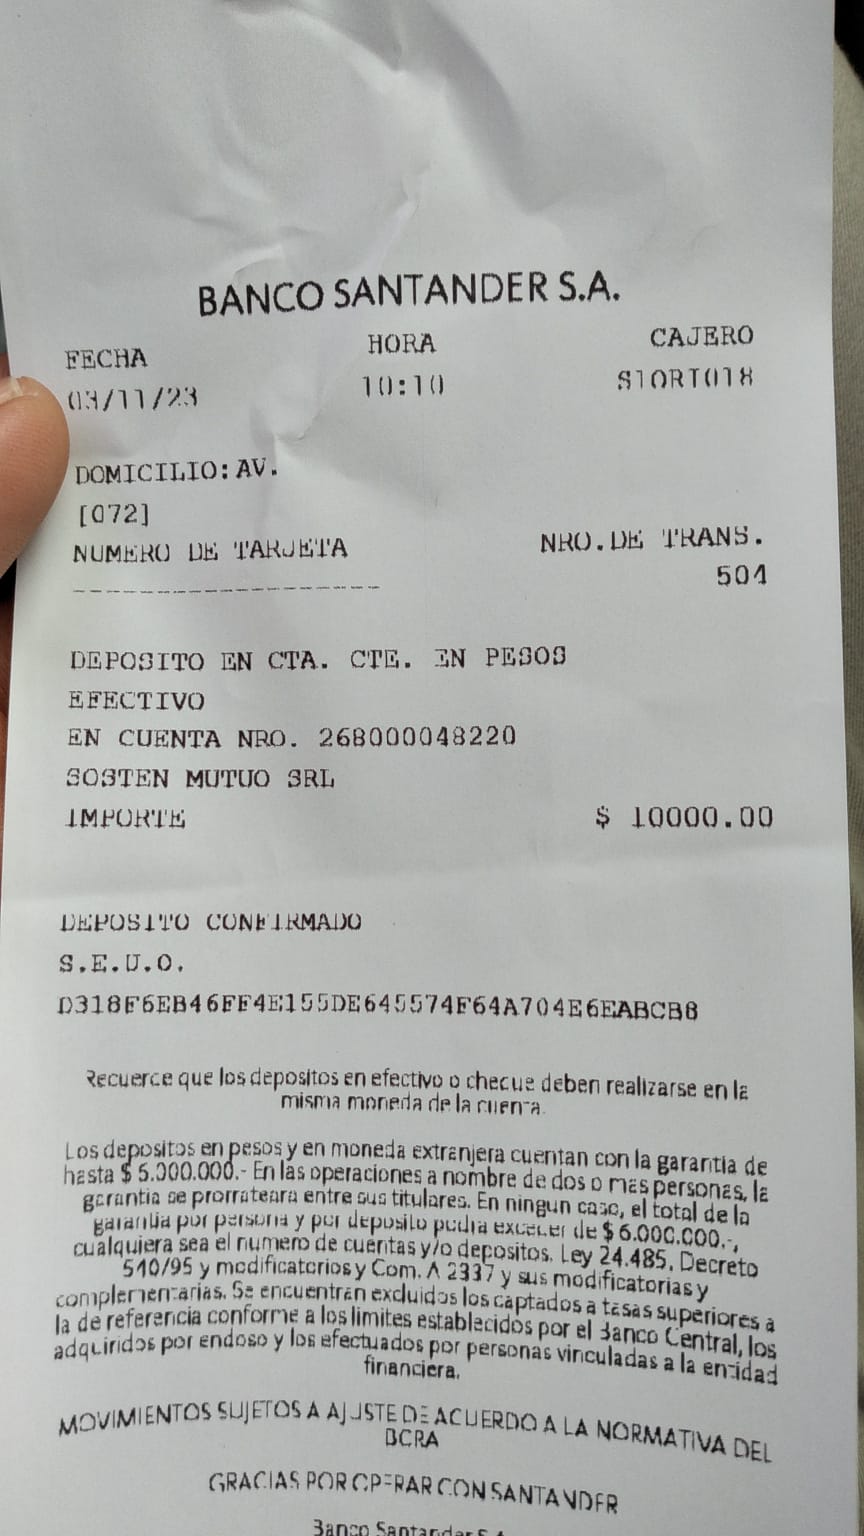 BANCO SANTANDER S.A.
FECHA HORA CAJERO
03/11/23 10:10 S1ORT018
DOMICILIO: AV.
[072]
NUMERO DE TARJETA NRO. DE TRANS.
--------------------- 504
DEPOSITO EN CTA. CTE. EN PESOS
EFECTIVO
EN CUENTA NRO. 268000048220
SOSTEN MUTUO SRL
IMPORTE $ 10000.00
DEPOSITO CONFIRMADO
S.E.U.O.
D318F6EB46FF4E155DE645574F64A704E6EABCB8
Recuerce que los depositos en efectivo o checue deben realizarse en la
misma moneda de la cuenta.
Los depositos en pesos y en moneda extranjera cuentan con la garantia de
hasta $ 6.000.000.- En las operaciones a nombre de dos o mas personas, la
garantia se prorrateara entre sus titulares. En ningun caso, el total de la
garantia por persona y por deposito podra exceder de $ 6.000.000.-,
cualquiera sea el numero de cuentas y/o depositos. Ley 24.485, Decreto
540/95 y modificatorios y Com. A 2337 y sus modificatorias y
complementarias. Se encuentran excluidos los captados a tasas superiores a
la de referencia conforme a los limites establecidos por el Banco Central, los
adquiridos por endoso y los efectuados por personas vinculadas a la entidad
financiera.
MOVIMIENTOS SUJETOS A AJUSTE DE ACUERDO A LA NORMATIVA DEL
BCRA
GRACIAS POR OPERAR CON SANTANDER
Banco Santander S.A.